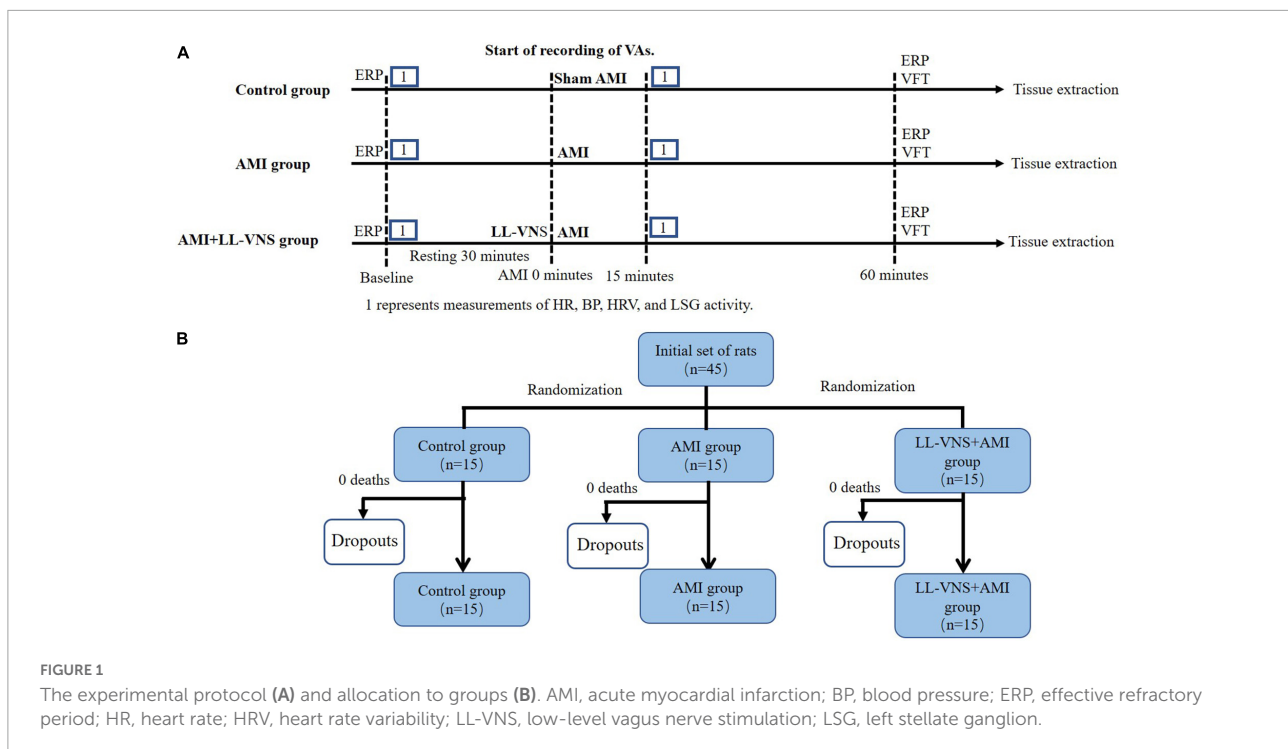 A
Start of recording of VAs.
ERP 1 Sham AMI 1 ERP
VFT
Control group
Tissue extraction
ERP 1 AMI 1 ERP
VFT
AMI group
Tissue extraction
ERP 1 LL-VNS AMI 1 ERP
VFT
AMI+LL-VNS group
Tissue extraction
Resting 30 minutes
Baseline
AMI 0 minutes
15 minutes
60 minutes
1 represents measurements of HR, BP, HRV, and LSG activity.
B
Initial set of rats
(n=45)
Randomization
Randomization
Control group
(n=15)
AMI group
(n=15)
LL-VNS+AMI
group
(n=15)
0 deaths
0 deaths
0 deaths
Dropouts
Dropouts
Dropouts
Control group
(n=15)
AMI group
(n=15)
LL-VNS+AMI
group
(n=15)
FIGURE 1
The experimental protocol (A) and allocation to groups (B). AMI, acute myocardial infarction; BP, blood pressure; ERP, effective refractory
period; HR, heart rate; HRV, heart rate variability; LL-VNS, low-level vagus nerve stimulation; LSG, left stellate ganglion.